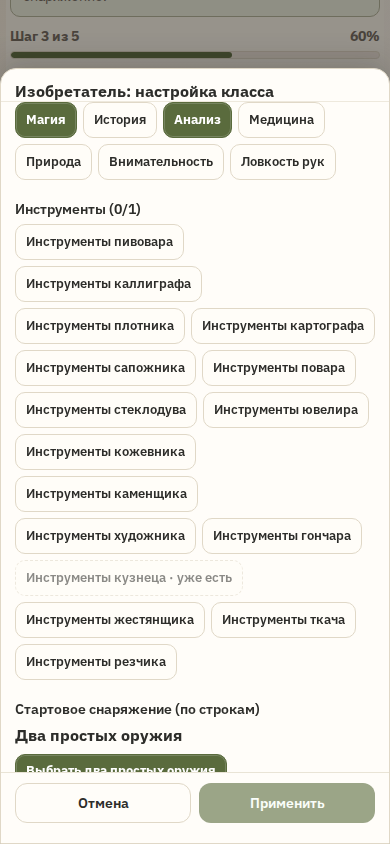 Шаг 3 из 5
60%
Изобретатель: настройка класса
Магия
История
Анализ
Медицина
Природа
Внимательность
Ловкость рук
Инструменты (0/1)
Инструменты пивовара
Инструменты каллиграфа
Инструменты плотника
Инструменты картографа
Инструменты сапожника
Инструменты повара
Инструменты стеклодува
Инструменты ювелира
Инструменты кожевника
Инструменты каменщика
Инструменты художника
Инструменты гончара
Инструменты кузнеца · уже есть
Инструменты жестянщика
Инструменты ткача
Инструменты резчика
Стартовое снаряжение (по строкам)
Два простых оружия
Выбрать два простых оружия
Отмена
Применить